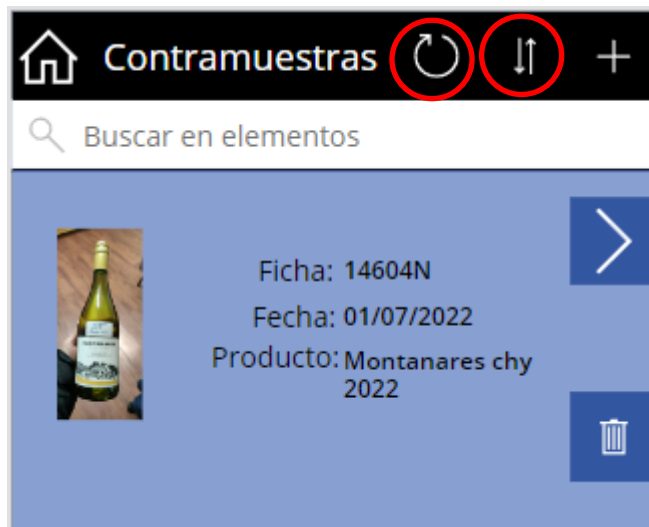 Contramuestras
Buscar en elementos
Ficha: 14604N
Fecha: 01/07/2022
Producto: Montanares chy
2022